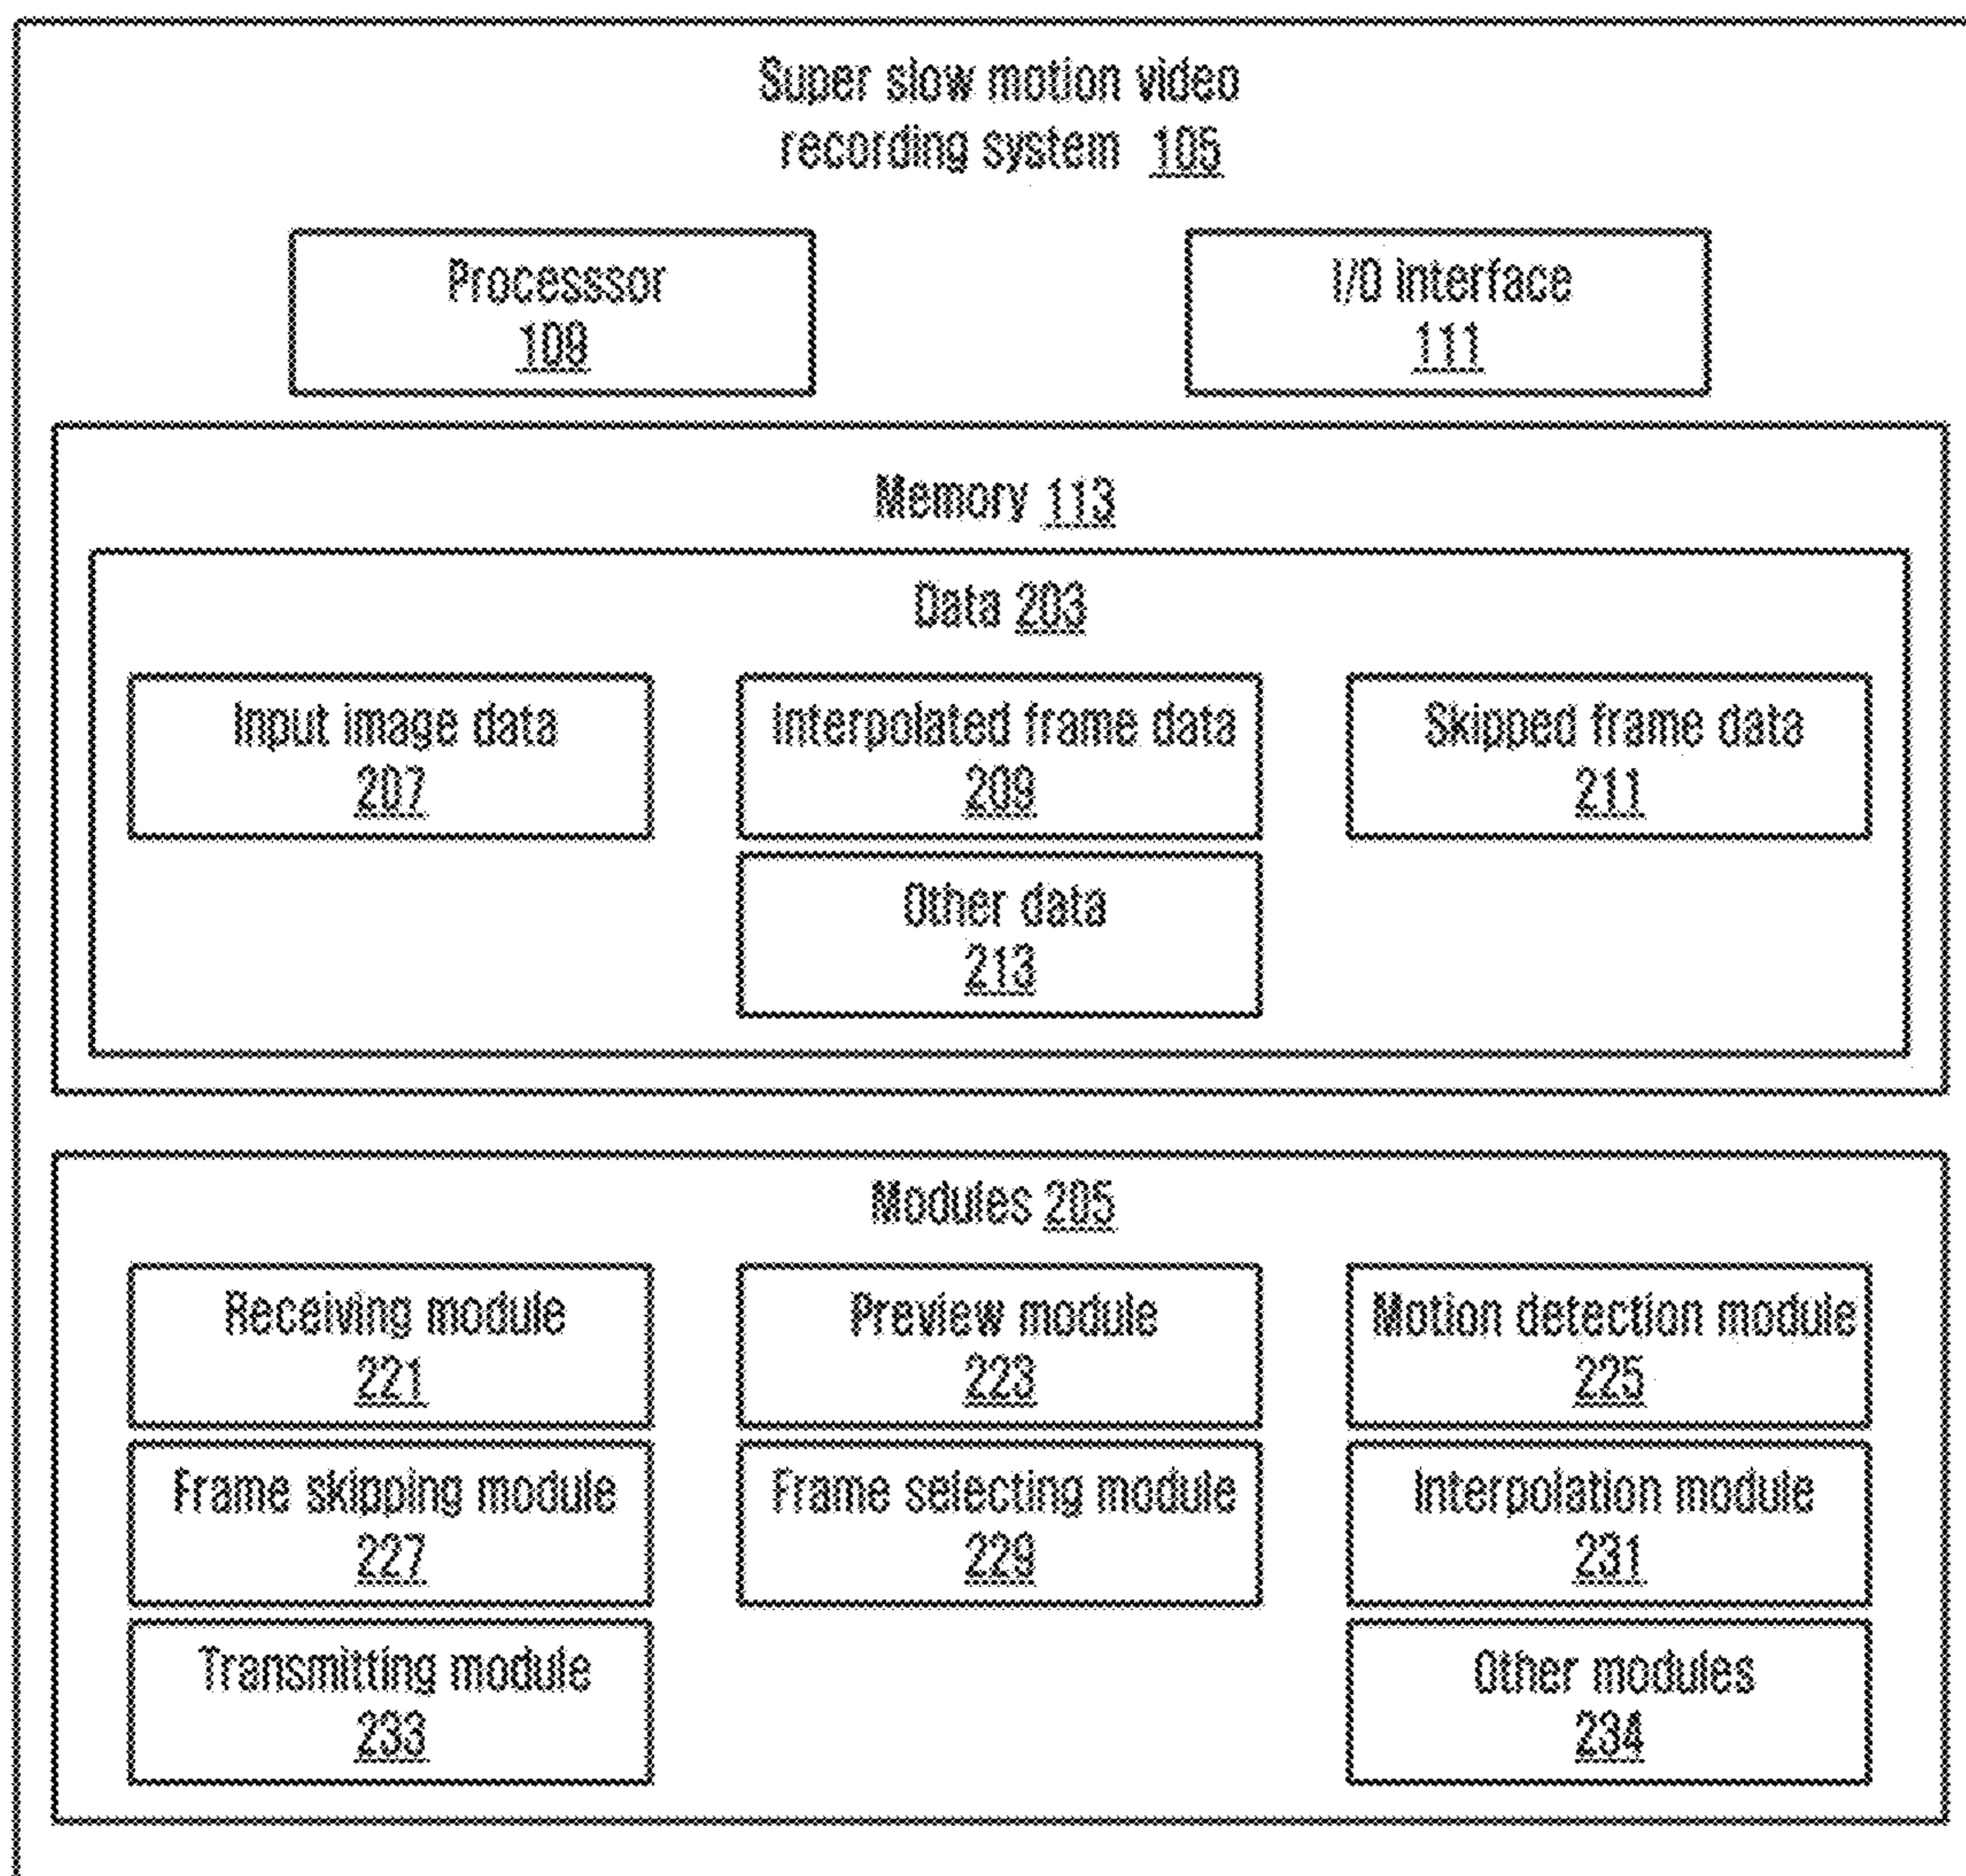 Super slow motion video
recording system 105
Processsor
109
I/O interface
111
Memory 113
Data 203
Input image data
207
Interpolated frame data
209
Skipped frame data
211
Other data
213
Modules 205
Receiving module
221
Preview module
223
Motion detection module
225
Frame skipping module
227
Frame selecting module
229
Interpolation module
231
Transmitting module
233
Other modules
234